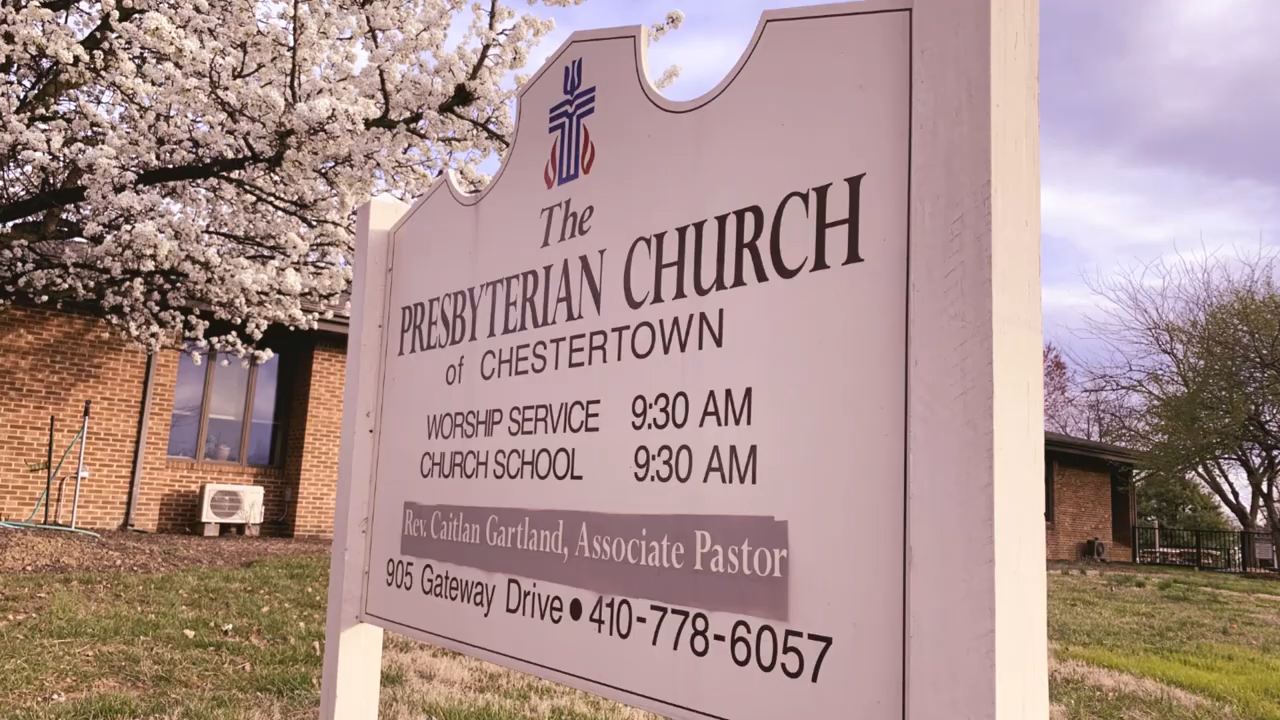 The
PRESBYTERIAN CHURCH
of CHESTERTOWN
WORSHIP SERVICE 9:30 AM
CHURCH SCHOOL 9:30 AM
Rev. Caitlan Gartland, Associate Pastor
905 Gateway Drive • 410-778-6057